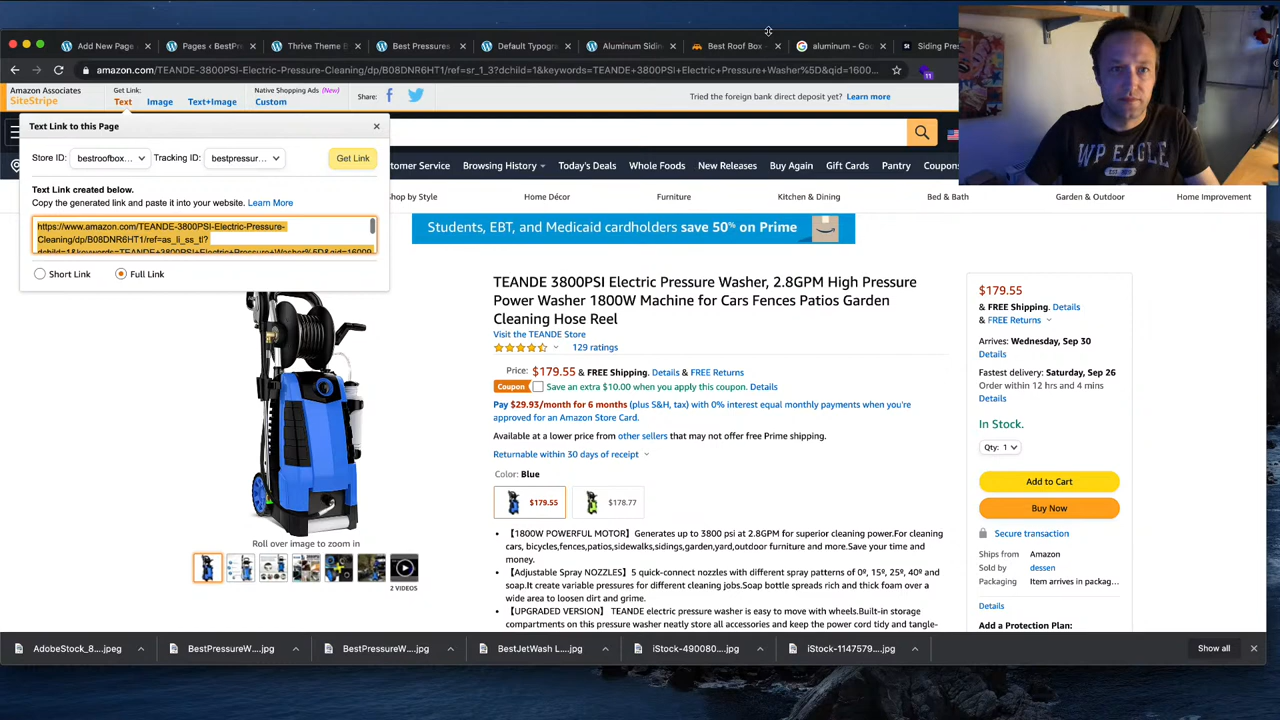 Add New Page
Pages ‹ BestPr
Thrive Theme B
Best Pressures
Default Typogre
Aluminum Sidin
Best Roof Box -
aluminum - Goo
Siding Pres
amazon.com/TEANDE-3800PSI-Electric-Pressure-Cleaning/dp/B08DNR6HT1/ref=sr_1_3?dchild=1&keywords=TEANDE+3800PSI+Electric+Pressure+Washer%5D&qid=1600...
11
Amazon Associates
SiteStripe
Get Link:
Text
Image
Text+Image
Native Shopping Ads (New)
Custom
Share:
Tried the foreign bank direct deposit yet? Learn more
Text Link to this Page
Store ID: bestroofbox...
Tracking ID: bestpressur...
Get Link
Text Link created below.
Copy the generated link and paste it into your website. Learn More
https://www.amazon.com/TEANDE-3800PSI-Electric-Pressure-
Cleaning/dp/B08DNR6HT1/ref=as_li_ss_tl?
Short Link
Full Link
WP EAGLE
Customer Service
Browsing History
Today's Deals
Whole Foods
New Releases
Buy Again
Gift Cards
Pantry
Coupons
hop by Style
Home Décor
Furniture
Kitchen & Dining
Bed & Bath
Garden & Outdoor
Home Improvement
Students, EBT, and Medicaid cardholders save 50% on Prime
TEANDE 3800PSI Electric Pressure Washer, 2.8GPM High Pressure
Power Washer 1800W Machine for Cars Fences Patios Garden
Cleaning Hose Reel
Visit the TEANDE Store
129 ratings
Price: $179.55 & FREE Shipping. Details & FREE Returns
Coupon Save an extra $10.00 when you apply this coupon. Details
Pay $29.93/month for 6 months (plus S&H, tax) with 0% interest equal monthly payments when you're
approved for an Amazon Store Card.
Available at a lower price from other sellers that may not offer free Prime shipping.
Returnable within 30 days of receipt
Color: Blue
$179.55
$178.77
• 【1800W POWERFUL MOTOR】Generates up to 3800 psi at 2.8GPM for superior cleaning power.For cleaning
cars, bicycles,fences,patios,sidewalks,sidings,garden,yard,outdoor furniture and more.Save your time and
money.
• 【Adjustable Spray NOZZLES】5 quick-connect nozzles with different spray patterns of 0º, 15º, 25º, 40º and
soap.It create variable pressures for different cleaning jobs.Soap bottle spreads rich and thick foam over a
wide area to loosen dirt and grime.
• 【UPGRADED VERSION】 TEANDE electric pressure washer is easy to move with wheels.Built-in storage
compartments on this pressure washer neatly store all accessories and keep the power cord tidy and tangle-
Roll over image to zoom in
2 VIDEOS
$179.55
& FREE Shipping. Details
& FREE Returns
Arrives: Wednesday, Sep 30
Details
Fastest delivery: Saturday, Sep 26
Order within 12 hrs and 4 mins
Details
In Stock.
Qty: 1
Add to Cart
Buy Now
Secure transaction
Ships from Amazon
Sold by dessen
Packaging Item arrives in packag...
Details
Add a Protection Plan:
AdobeStock_8....jpeg
BestPressureW....jpg
BestPressureW....jpg
BestJetWash L....jpg
iStock-490080....jpg
iStock-1147579....jpg
Show all